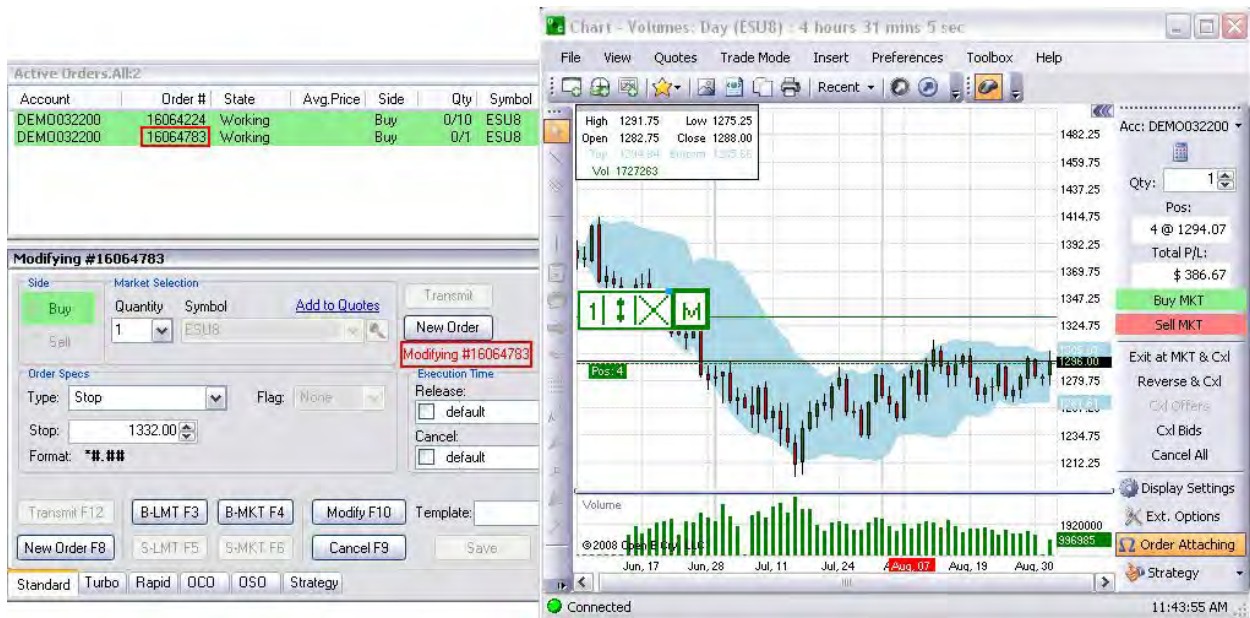 Active Orders.All:2
Account Order # State Avg.Price Side Qty Symbol
DEMO032200 16064224 Working Buy 0/10 ESU8
DEMO032200 16064783 Working Buy 0/1 ESU8
Modifying #16064783
Side Market Selection
Buy Quantity Symbol Add to Quotes Transmit
1 ESU8 New Order
Sell
Modifying #16064783
Order Specs Execution Time
Type: Stop Flag: None Release:
default
Stop: 1332.00 Cancel:
Format: *#.## default
Transmit F12 B-LMT F3 B-MKT F4 Modify F10 Template:
New Order F8 S-LMT F5 S-MKT F6 Cancel F9 Save
Standard Turbo Rapid OCO OSO Strategy
Chart - Volumes: Day (ESU8) : 4 hours 31 mins 5 sec
File View Quotes Trade Mode Insert Preferences Toolbox Help
Recent
High 1291.75 Low 1275.25
Open 1282.75 Close 1288.00
Vol 1727263
1482.25
1459.75
1437.25
1414.75
1392.25
1369.75
1347.25
1324.75
1296.00
1279.75
1234.75
1212.25
1 M
Pos: 4
Volume
1920000
996985
©2008 Open E Cry, LLC
Jun, 17 Jun, 28 Jul, 11 Jul, 24 Aug, 07 Aug, 19 Aug, 30
Acc: DEMO032200
Qty: 1
Pos:
4 @ 1294.07
Total P/L:
$ 386.67
Buy MKT
Sell MKT
Exit at MKT & Cxl
Reverse & Cxl
Cxl Offers
Cxl Bids
Cancel All
Display Settings
Ext. Options
Order Attaching
Strategy
Connected 11:43:55 AM